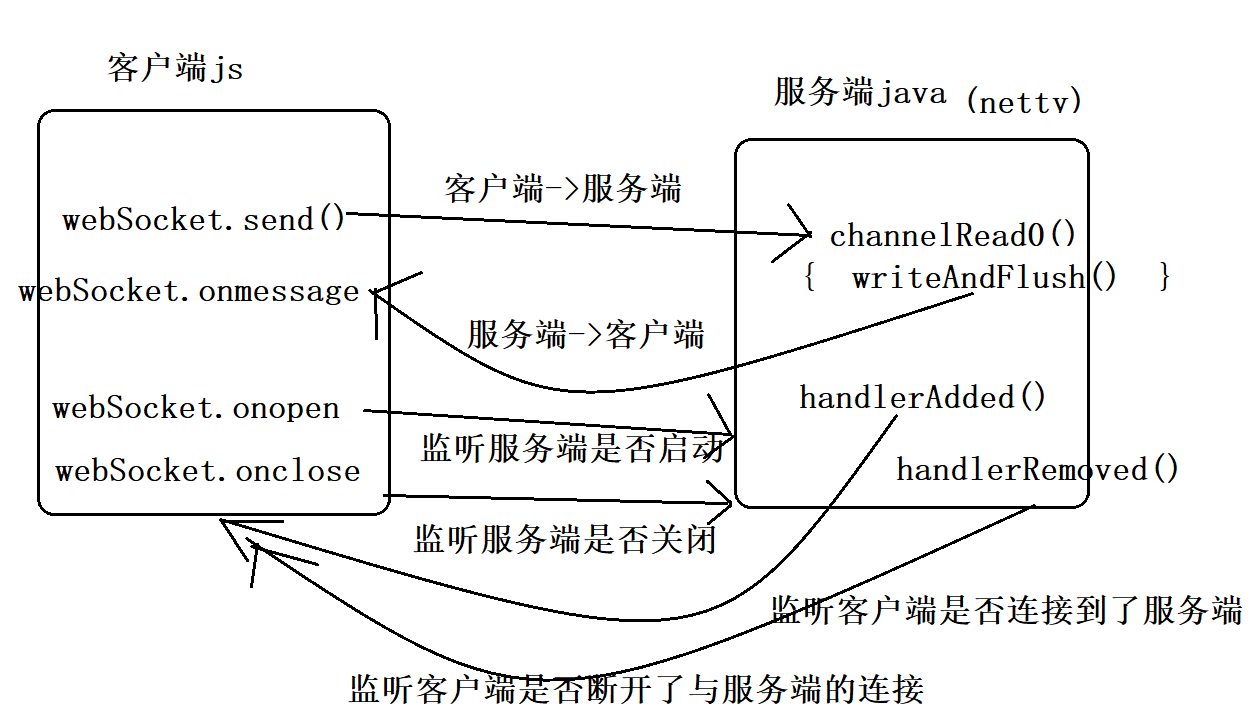 客户端js
服务端java (nettv)
客户端->服务端
webSocket.send()
channelRead0()
{ writeAndFlush() }
webSocket.onmessage
服务端->客户端
handlerAdded()
webSocket.onopen
监听服务端是否启动
webSocket.onclose
handlerRemoved()
监听服务端是否关闭
监听客户端是否连接到了服务端
监听客户端是否断开了与服务端的连接